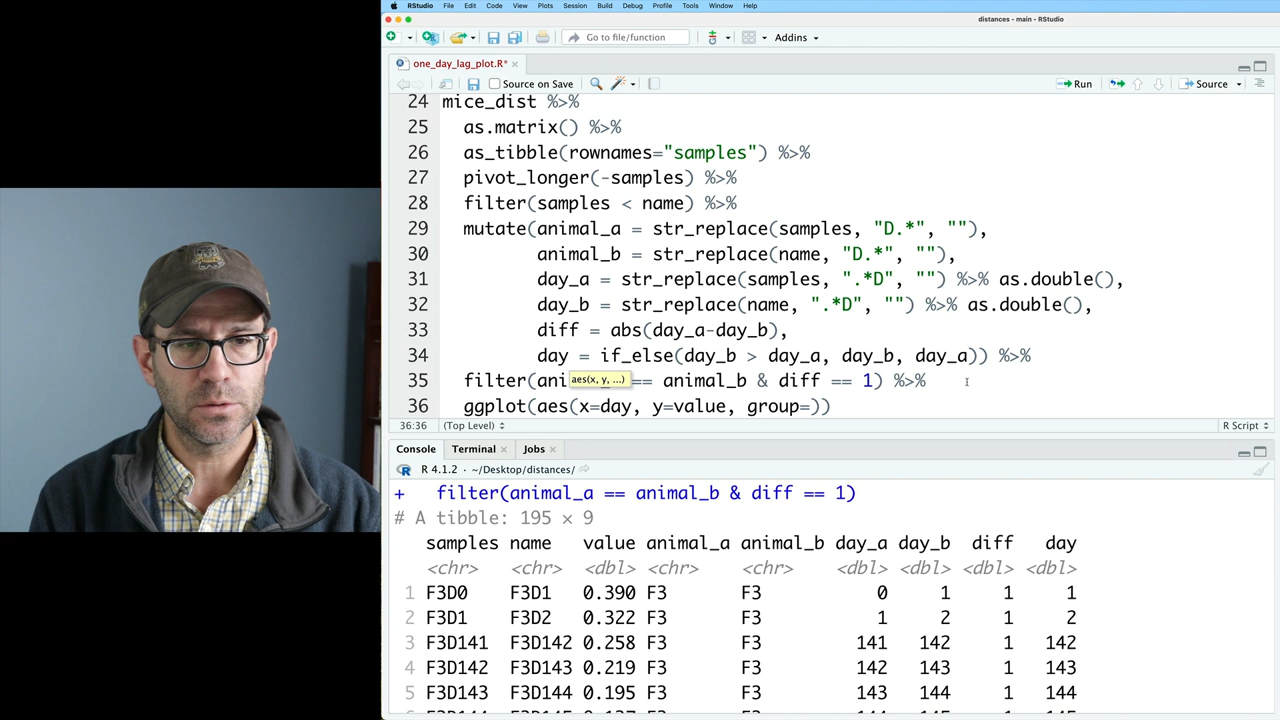 RStudio File Edit Code View Plots Session Build Debug Profile Tools Window Help
distances - main - RStudio
Go to file/function Addins
one_day_lag_plot.R*
Source on Save Run Source
24 mice_dist %>%
25 as.matrix() %>%
26 as_tibble(rownames="samples") %>%
27 pivot_longer(-samples) %>%
28 filter(samples < name) %>%
29 mutate(animal_a = str_replace(samples, "D.*", ""),
30 animal_b = str_replace(name, "D.*", ""),
31 day_a = str_replace(samples, ".*D", "") %>% as.double(),
32 day_b = str_replace(name, ".*D", "") %>% as.double(),
33 diff = abs(day_a-day_b),
34 day = if_else(day_b > day_a, day_b, day_a)) %>%
35 filter(ani aes(x, y, ...) == animal_b & diff == 1) %>%
36 ggplot(aes(x=day, y=value, group=))
36:36 (Top Level) R Script
Console Terminal Jobs
R 4.1.2 · ~/Desktop/distances/
+ filter(animal_a == animal_b & diff == 1)
# A tibble: 195 × 9
samples name value animal_a animal_b day_a day_b diff day
<chr> <chr> <dbl> <chr> <chr> <dbl> <dbl> <dbl> <dbl>
1 F3D0 F3D1 0.390 F3 F3 0 1 1 1
2 F3D1 F3D2 0.322 F3 F3 1 2 1 2
3 F3D141 F3D142 0.258 F3 F3 141 142 1 142
4 F3D142 F3D143 0.219 F3 F3 142 143 1 143
5 F3D143 F3D144 0.195 F3 F3 143 144 1 144